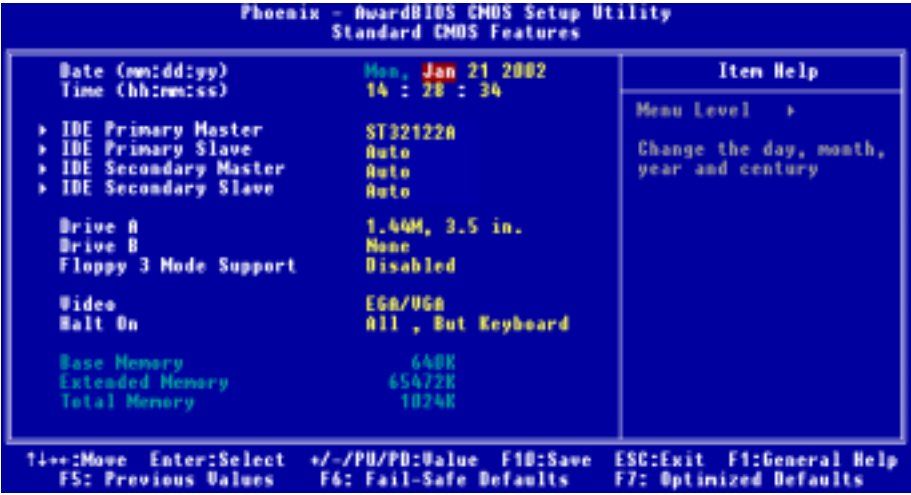 Phoenix - AwardBIOS CMOS Setup Utility
Standard CMOS Features
Date (mm:dd:yy) Mon, Jan 21 2002
Time (hh:mm:ss) 14 : 28 : 34
IDE Primary Master ST32122A
IDE Primary Slave Auto
IDE Secondary Master Auto
IDE Secondary Slave Auto
Drive A 1.44M, 3.5 in.
Drive B None
Floppy 3 Mode Support Disabled
Video EGA/VGA
Halt On All , But Keyboard
Base Memory 640K
Extended Memory 65472K
Total Memory 1024K
Item Help
Menu Level ▸
Change the day, month,
year and century
↑↓→←:Move Enter:Select +/-/PU/PD:Value F10:Save ESC:Exit F1:General Help
F5: Previous Values F6: Fail-Safe Defaults F7: Optimized Defaults